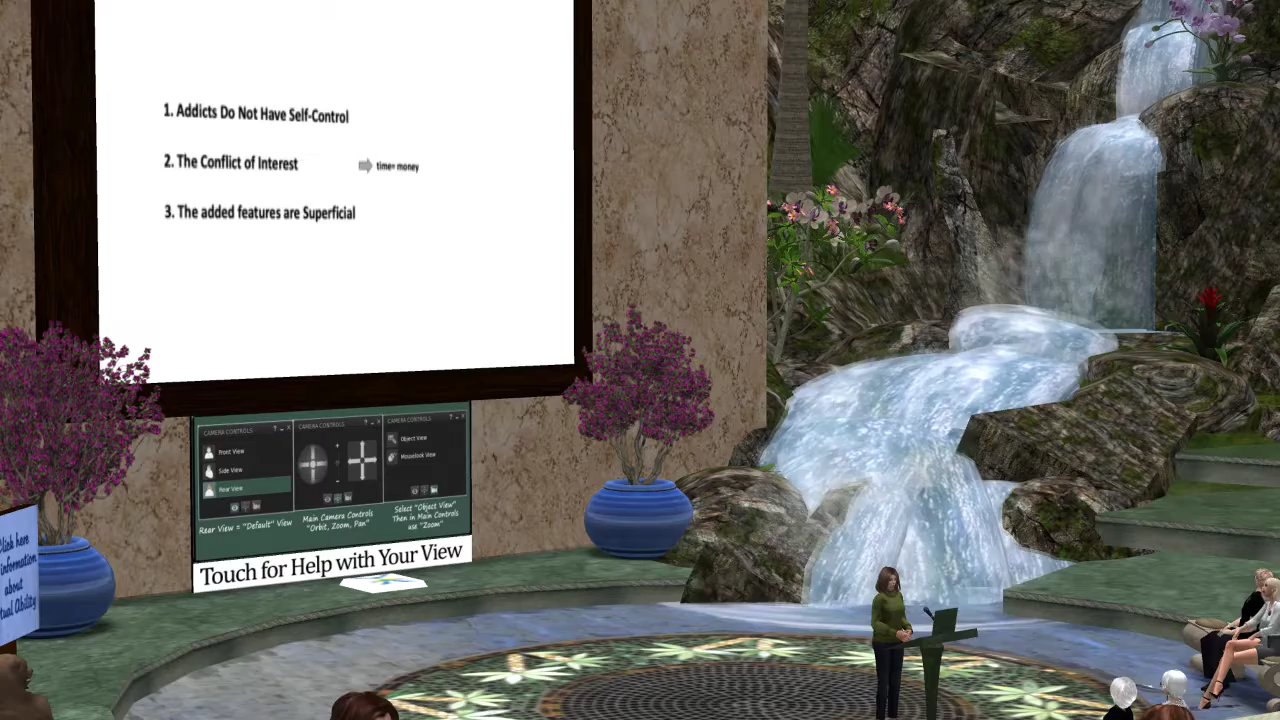 1. Addicts Do Not Have Self-Control
2. The Conflict of Interest
time= money
3. The added features are Superficial
CAMERA CONTROLS
Front View
Side View
Rear View
Rear View = "Default" View
CAMERA CONTROLS
Main Camera Controls
"Orbit, Zoom, Pan"
CAMERA CONTROLS
Object View
Mouselook View
Select "Object View"
Then in Main Controls
use "Zoom"
Touch for Help with Your View
Click here
information
about
Ability